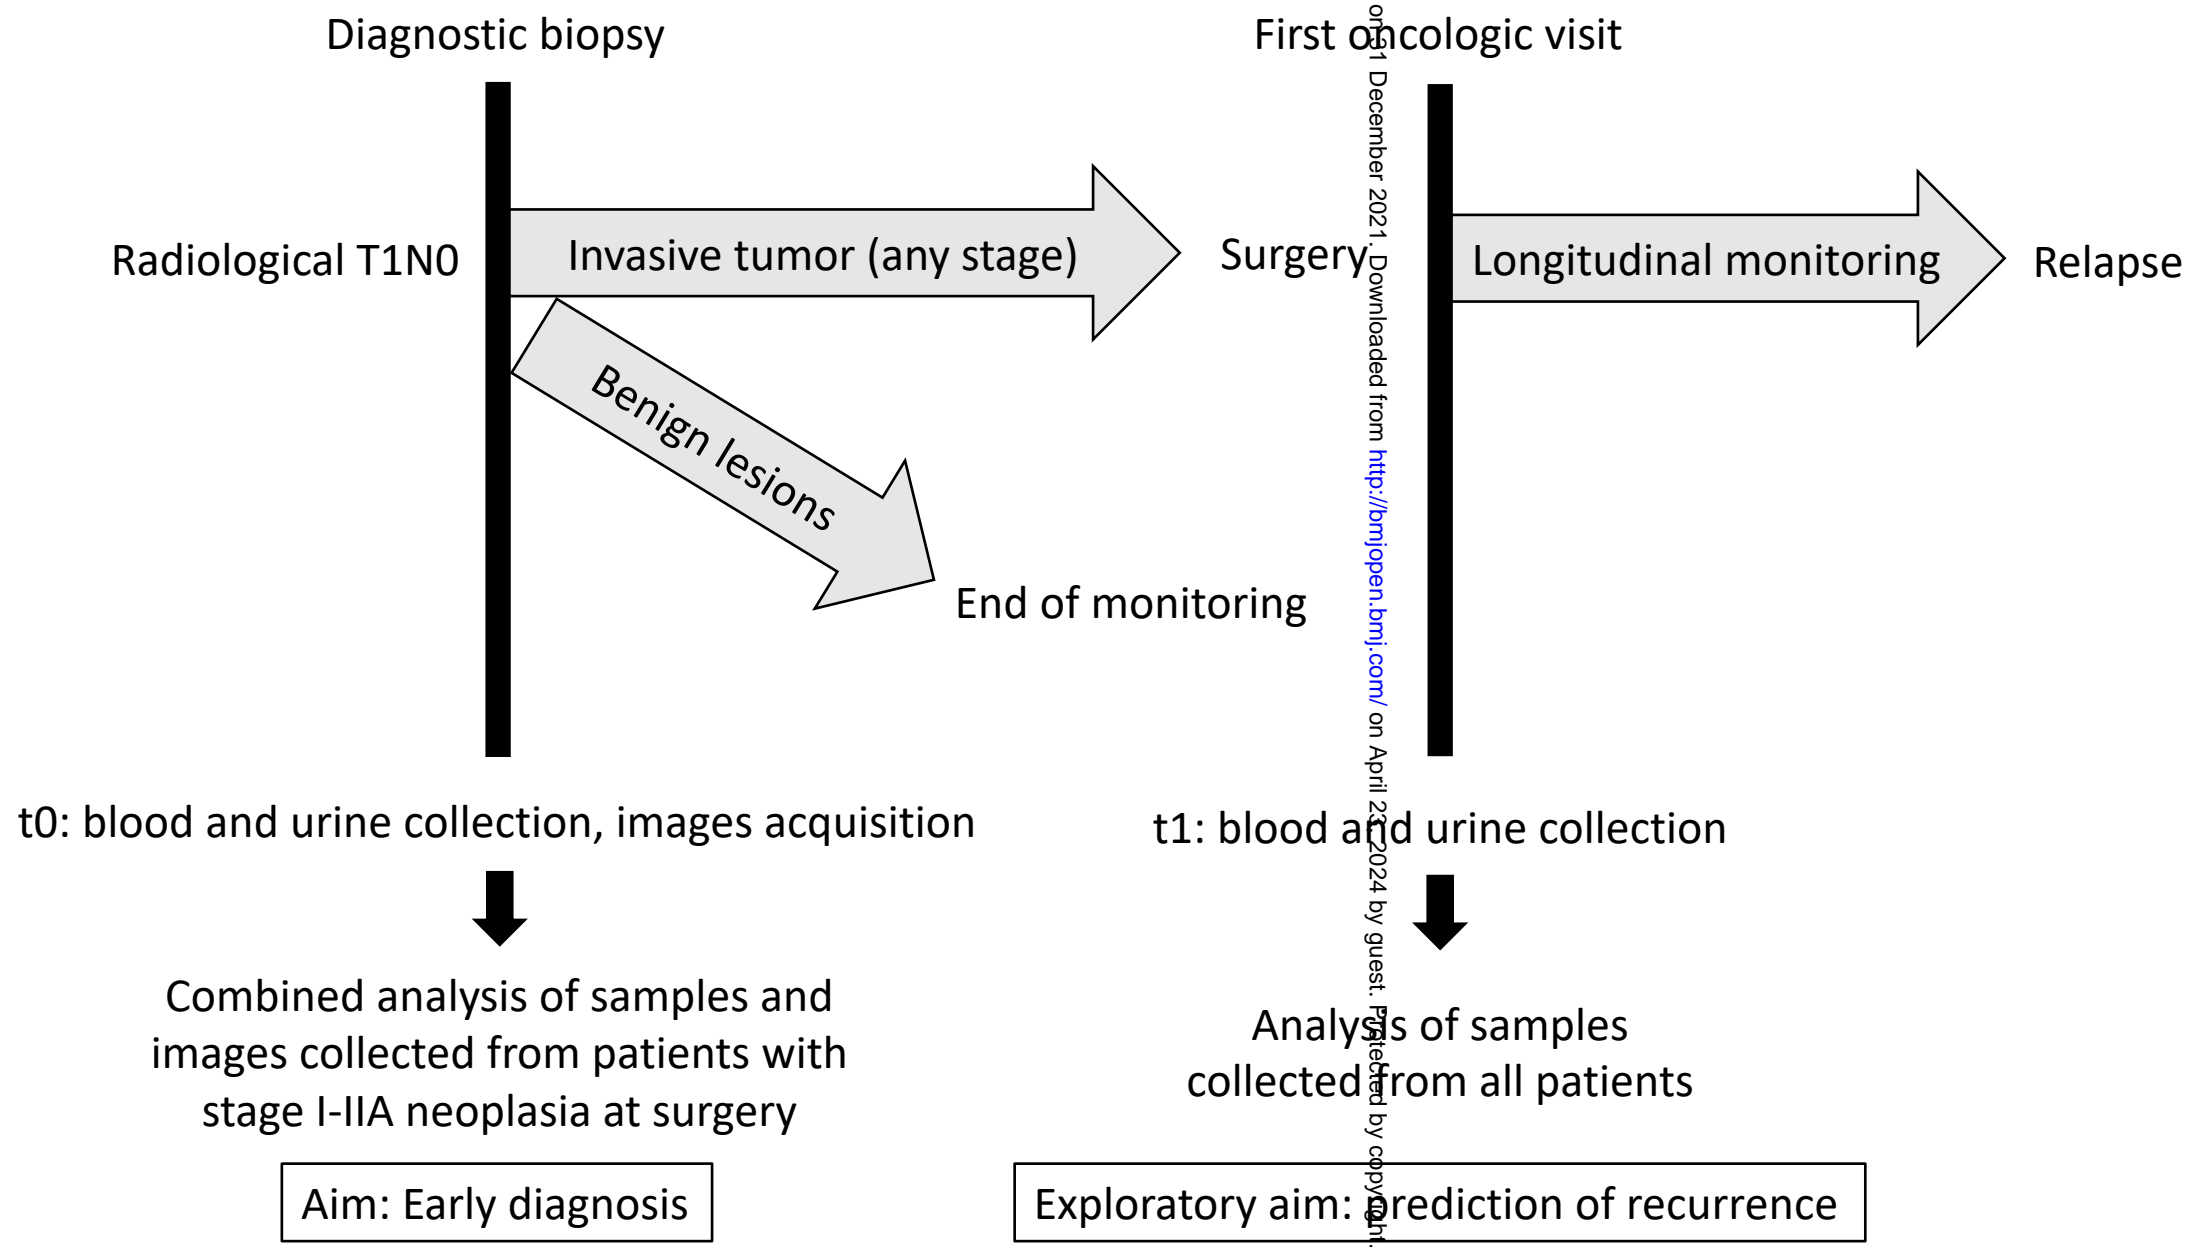 Diagnostic biopsy
First oncologic visit
Radiological T1N0
Invasive tumor (any stage)
Surgery
Longitudinal monitoring
Relapse
Benign lesions
End of monitoring
t0: blood and urine collection, images acquisition
t1: blood and urine collection
Combined analysis of samples and
images collected from patients with
stage I-IIA neoplasia at surgery
Analysis of samples
collected from all patients
Aim: Early diagnosis
Exploratory aim: prediction of recurrence
on 31 December 2021. Downloaded from http://bmjopen.bmj.com/ on April 23, 2024 by guest. Protected by copyright.